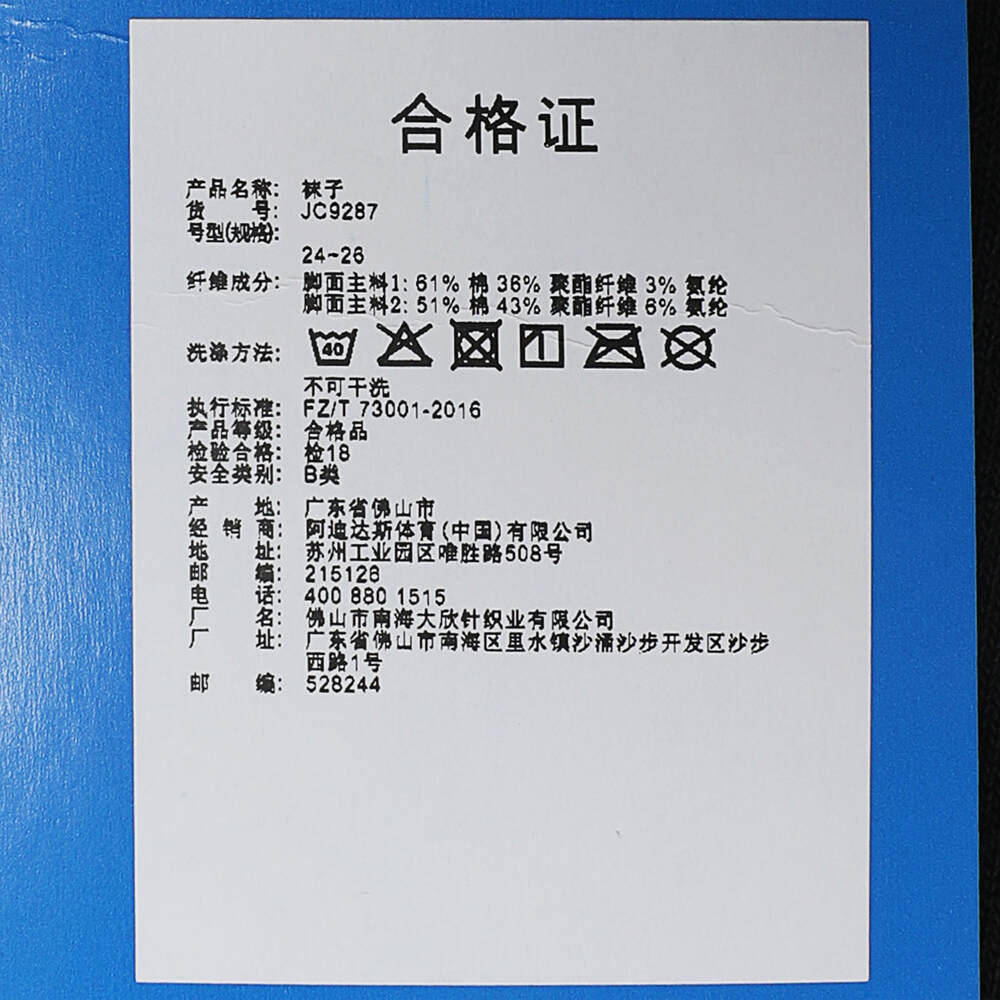 合格证
产品名称: 袜子
货 号: JC9287
号型(规格):
24-26
纤维成分: 脚面主料1: 61% 棉 36% 聚酯纤维 3% 氨纶
脚面主料2: 51% 棉 43% 聚酯纤维 6% 氨纶
洗涤方法: 40
不可干洗
执行标准: FZ/T 73001-2016
产品等级: 合格品
检验合格: 检18
安全类别: B类
产 地: 广东省佛山市
经 销 商: 阿迪达斯体育(中国)有限公司
地 址: 苏州工业园区唯胜路508号
邮 编: 215126
电 话: 400 880 1515
厂 名: 佛山市南海大欣针织业有限公司
厂 址: 广东省佛山市南海区里水镇沙涌沙步开发区沙步
西路1号
邮 编: 528244